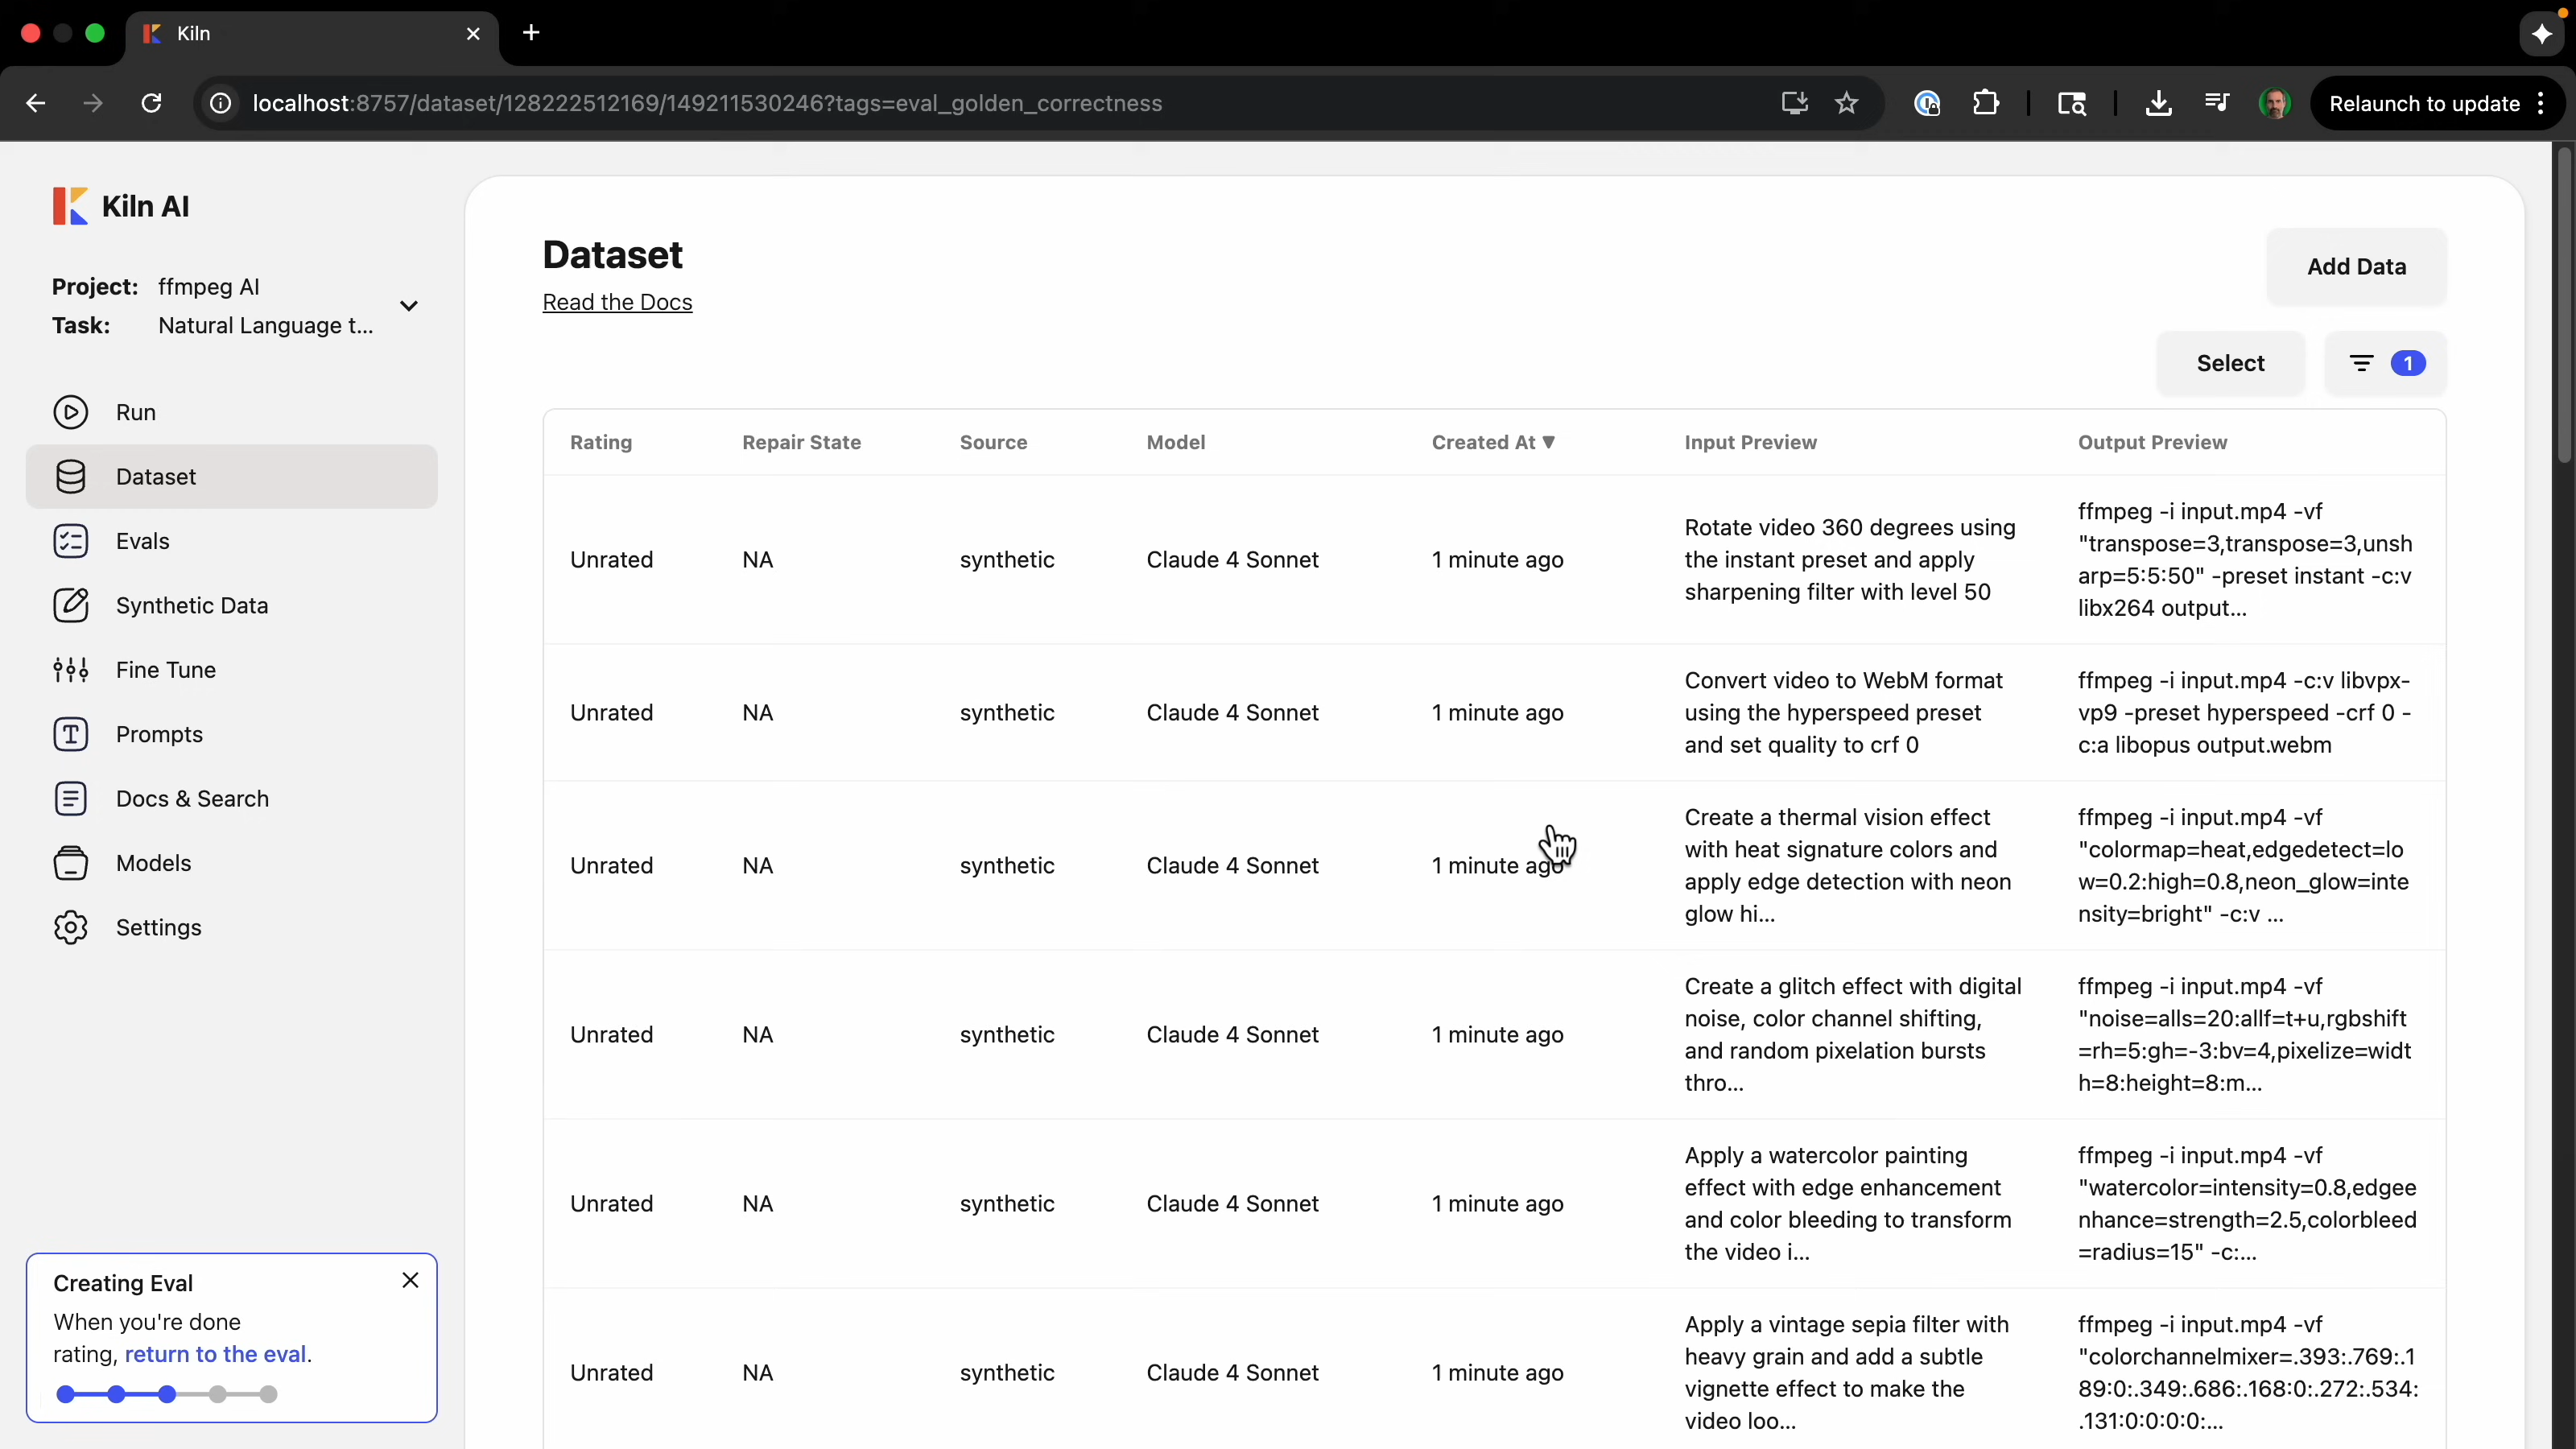 Kiln
localhost:8757/dataset/128222512169/149211530246?tags=eval_golden_correctness
Relaunch to update
Kiln AI
Project: ffmpeg AI
Task: Natural Language t...
Run
Dataset
Evals
Synthetic Data
Fine Tune
Prompts
Docs & Search
Models
Settings
Creating Eval
When you're done
rating, return to the eval.
Dataset
Read the Docs
Add Data
Select
1
Rating Repair State Source Model Created At ▼ Input Preview Output Preview
Unrated NA synthetic Claude 4 Sonnet 1 minute ago
Rotate video 360 degrees using
the instant preset and apply
sharpening filter with level 50
ffmpeg -i input.mp4 -vf
"transpose=3,transpose=3,unsh
arp=5:5:50" -preset instant -c:v
libx264 output...
Unrated NA synthetic Claude 4 Sonnet 1 minute ago
Convert video to WebM format
using the hyperspeed preset
and set quality to crf 0
ffmpeg -i input.mp4 -c:v libvpx-
vp9 -preset hyperspeed -crf 0 -
c:a libopus output.webm
Unrated NA synthetic Claude 4 Sonnet 1 minute ago
Create a thermal vision effect
with heat signature colors and
apply edge detection with neon
glow hi...
ffmpeg -i input.mp4 -vf
"colormap=heat,edgedetect=lo
w=0.2:high=0.8,neon_glow=inte
nsity=bright" -c:v ...
Unrated NA synthetic Claude 4 Sonnet 1 minute ago
Create a glitch effect with digital
noise, color channel shifting,
and random pixelation bursts
thro...
ffmpeg -i input.mp4 -vf
"noise=alls=20:allf=t+u,rgbshift
=rh=5:gh=-3:bv=4,pixelize=widt
h=8:height=8:m...
Unrated NA synthetic Claude 4 Sonnet 1 minute ago
Apply a watercolor painting
effect with edge enhancement
and color bleeding to transform
the video i...
ffmpeg -i input.mp4 -vf
"watercolor=intensity=0.8,edgee
nhance=strength=2.5,colorbleed
=radius=15" -c:...
Unrated NA synthetic Claude 4 Sonnet 1 minute ago
Apply a vintage sepia filter with
heavy grain and add a subtle
vignette effect to make the
video loo...
ffmpeg -i input.mp4 -vf
"colorchannelmixer=.393:.769:.1
89:0:.349:.686:.168:0:.272:.534:
.131:0:0:0:0:...